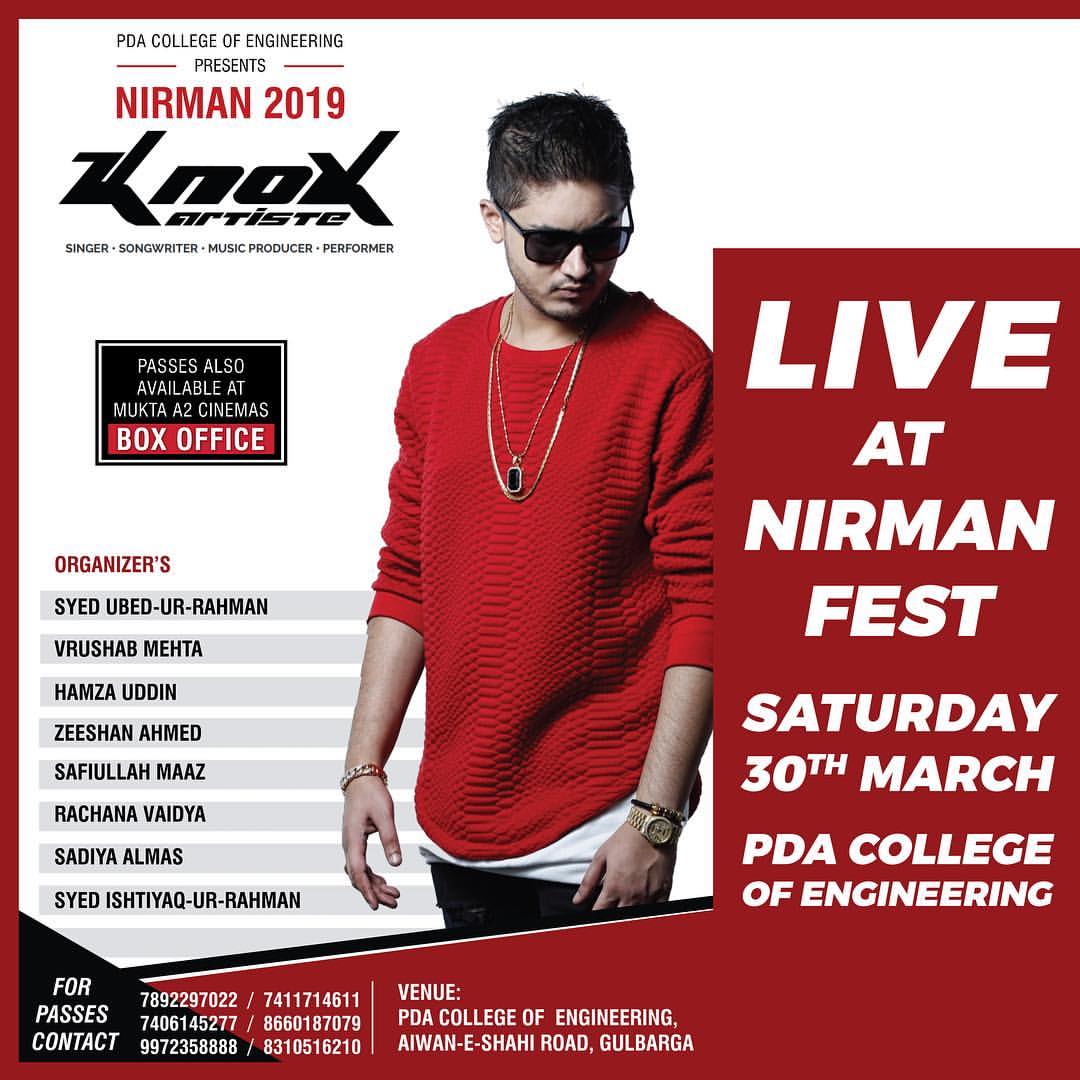 PDA COLLEGE OF ENGINEERING
PRESENTS
NIRMAN 2019
Knox
artiste
SINGER • SONGWRITER • MUSIC PRODUCER • PERFORMER
PASSES ALSO
AVAILABLE AT
MUKTA A2 CINEMAS
BOX OFFICE
ORGANIZER'S
SYED UBED-UR-RAHMAN
VRUSHAB MEHTA
HAMZA UDDIN
ZEESHAN AHMED
SAFIULLAH MAAZ
RACHANA VAIDYA
SADIYA ALMAS
SYED ISHTIYAQ-UR-RAHMAN
LIVE
AT
NIRMAN
FEST
SATURDAY
30TH MARCH
PDA COLLEGE
OF ENGINEERING
FOR
PASSES
CONTACT
7892297022 / 7411714611
7406145277 / 8660187079
9972358888 / 8310516210
VENUE:
PDA COLLEGE OF ENGINEERING,
AIWAN-E-SHAHI ROAD, GULBARGA